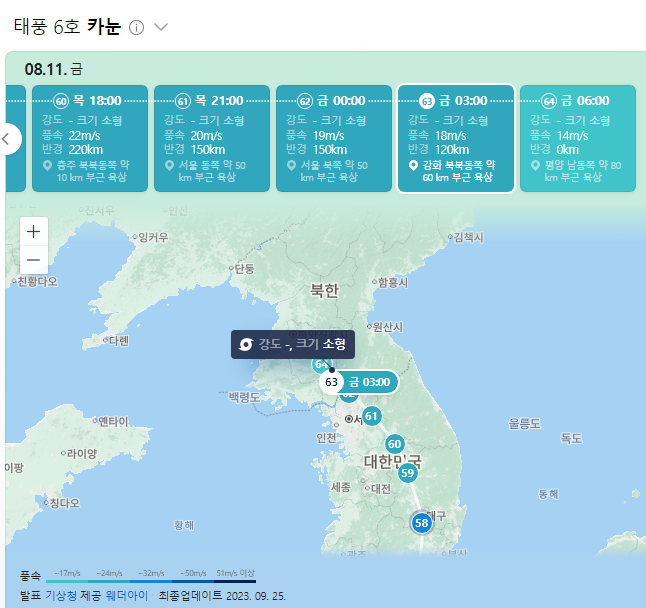 태풍 6호 카눈
08.11. 금
60 목 18:00
강도 - 크기 소형
풍속 22m/s
반경 220km
충주 북북동쪽 약
10 km 부근 육상
61 목 21:00
강도 - 크기 소형
풍속 20m/s
반경 150km
서울 동쪽 약 50
km 부근 육상
62 금 00:00
강도 - 크기 소형
풍속 19m/s
반경 150km
서울 북쪽 약 50
km 부근 육상
63 금 03:00
강도 - 크기 소형
풍속 18m/s
반경 120km
강화 북북동쪽 약
60 km 부근 육상
64 금 06:00
강도 - 크기 소형
풍속 14m/s
반경 0km
평양 남동쪽 약 80
km 부근 육상
+
잉커우
김책시
−
단둥
친황다오
북한
함흥시
원산시
다롄
강도 -, 크기 소형
64
63 금 03:00
백령도
옌타이
61
울릉도
인천
60
독도
라이양
대한민국
이팡
59
세종
대전
동해
칭다오
58
대구
황해
광주
부산
풍속 ~17m/s ~24m/s ~32m/s ~50m/s 51m/s 이상
발표 기상청 제공 웨더아이 최종업데이트 2023. 09. 25.